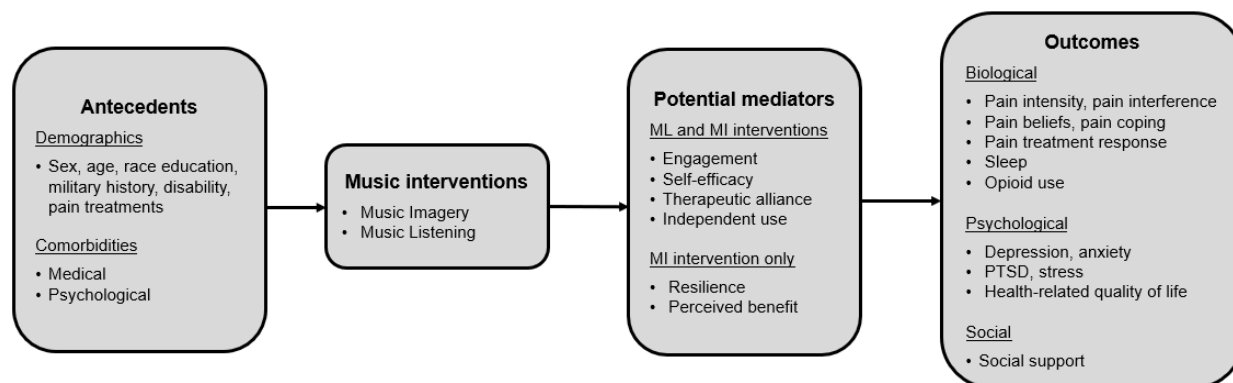 Antecedents
Demographics
• Sex, age, race education,
military history, disability,
pain treatments
Comorbidities
• Medical
• Psychological
Music interventions
• Music Imagery
• Music Listening
Potential mediators
ML and MI interventions
• Engagement
• Self-efficacy
• Therapeutic alliance
• Independent use
MI intervention only
• Resilience
• Perceived benefit
Outcomes
Biological
• Pain intensity, pain interference
• Pain beliefs, pain coping
• Pain treatment response
• Sleep
• Opioid use
Psychological
• Depression, anxiety
• PTSD, stress
• Health-related quality of life
Social
• Social support